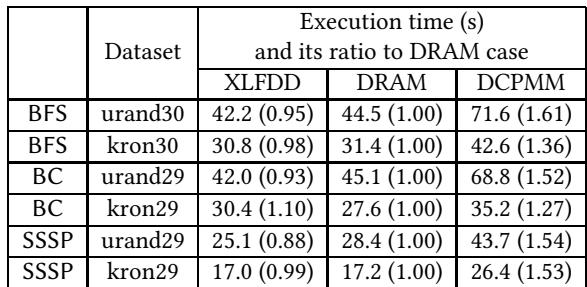 Execution time (s)
Dataset and its ratio to DRAM case
XLFDD DRAM DCPMM
BFS urand30 42.2 (0.95) 44.5 (1.00) 71.6 (1.61)
BFS kron30 30.8 (0.98) 31.4 (1.00) 42.6 (1.36)
BC urand29 42.0 (0.93) 45.1 (1.00) 68.8 (1.52)
BC kron29 30.4 (1.10) 27.6 (1.00) 35.2 (1.27)
SSSP urand29 25.1 (0.88) 28.4 (1.00) 43.7 (1.54)
SSSP kron29 17.0 (0.99) 17.2 (1.00) 26.4 (1.53)